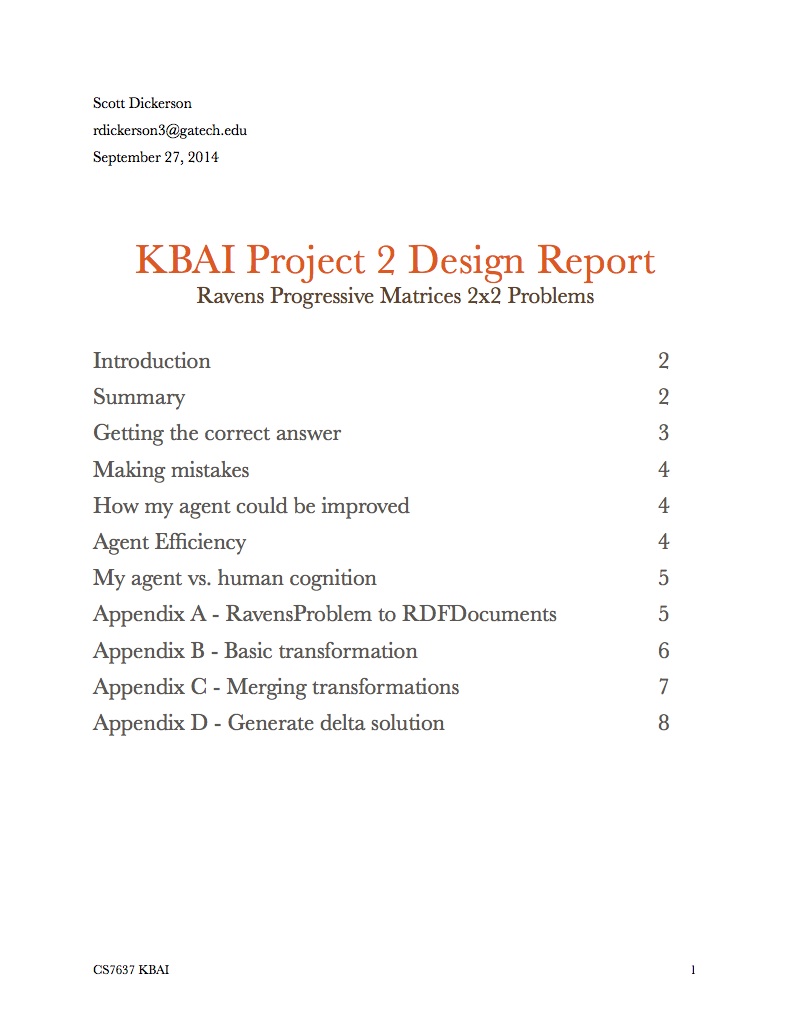 Scott Dickerson
rdickerson3@gatech.edu
September 27, 2014
KBAI Project 2 Design Report
Ravens Progressive Matrices 2x2 Problems
Introduction 2
Summary 2
Getting the correct answer 3
Making mistakes 4
How my agent could be improved 4
Agent Efficiency 4
My agent vs. human cognition 5
Appendix A - RavensProblem to RDFDocuments 5
Appendix B - Basic transformation 6
Appendix C - Merging transformations 7
Appendix D - Generate delta solution 8
CS7637 KBAI 1